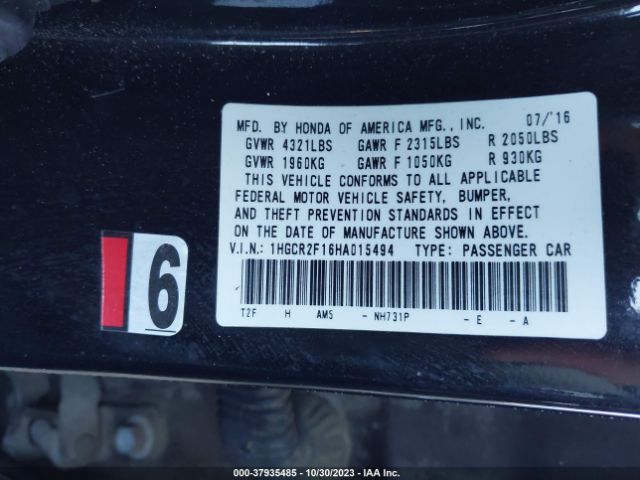 MFD. BY HONDA OF AMERICA MFG., INC. 07/'16
GVWR 4321LBS GAWR F 2315LBS R 2050LBS
GVWR 1960KG GAWR F 1050KG R 930KG
THIS VEHICLE CONFORMS TO ALL APPLICABLE
FEDERAL MOTOR VEHICLE SAFETY, BUMPER,
AND THEFT PREVENTION STANDARDS IN EFFECT
ON THE DATE OF MANUFACTURE SHOWN ABOVE.
V.I.N: 1HGCR2F16HA015494 TYPE: PASSENGER CAR
T2F H AM5 - NH731P - E - A
6
000-37935485 - 10/30/2023 - IAA Inc.